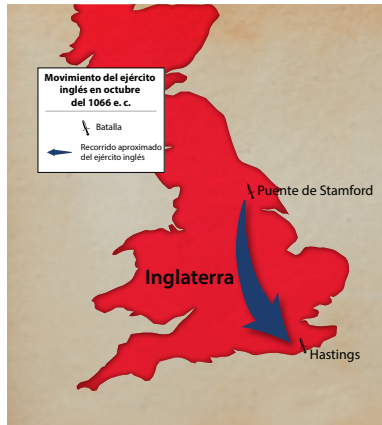 Movimiento del ejército
inglés en octubre
del 1066 e. c.
Batalla
Recorrido aproximado
del ejército inglés
Puente de Stamford
Inglaterra
Hastings